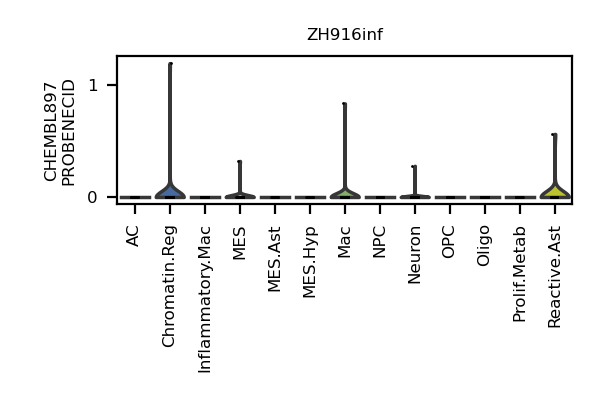 ZH916inf
CHEMBL897
PROBENECID
1
0
AC
Chromatin.Reg
Inflammatory.Mac
MES
MES.Ast
MES.Hyp
Mac
NPC
Neuron
OPC
Oligo
Prolif.Metab
Reactive.Ast